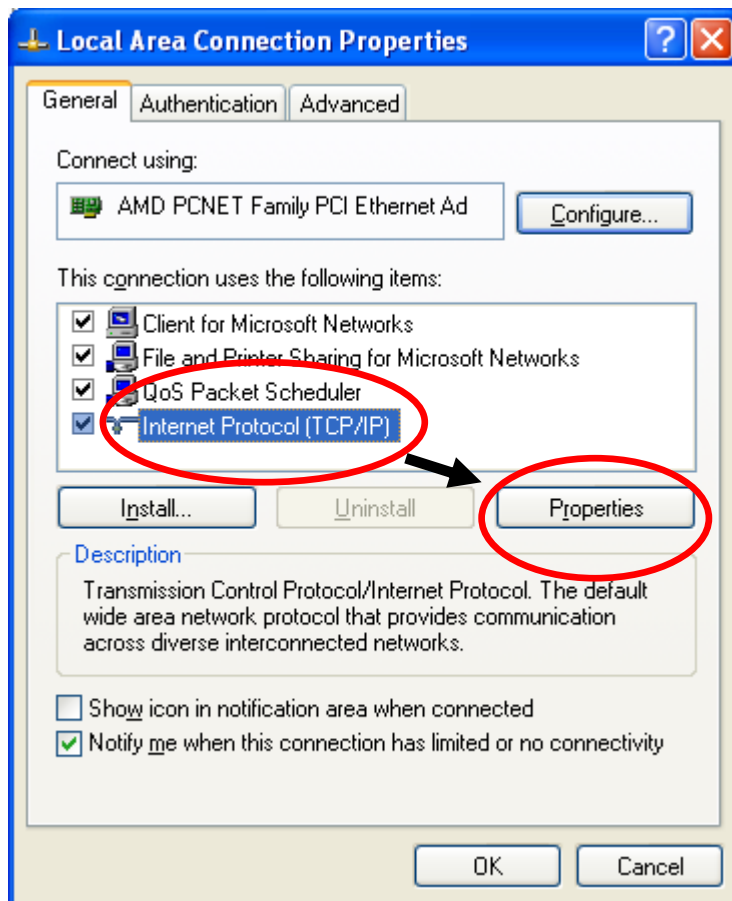 Local Area Connection Properties
General Authentication Advanced
Connect using:
AMD PCNET Family PCI Ethernet Ad
Configure...
This connection uses the following items:
Client for Microsoft Networks
File and Printer Sharing for Microsoft Networks
QoS Packet Scheduler
Internet Protocol (TCP/IP)
Install... Uninstall Properties
Description
Transmission Control Protocol/Internet Protocol. The default
wide area network protocol that provides communication
across diverse interconnected networks.
Show icon in notification area when connected
Notify me when this connection has limited or no connectivity
OK Cancel